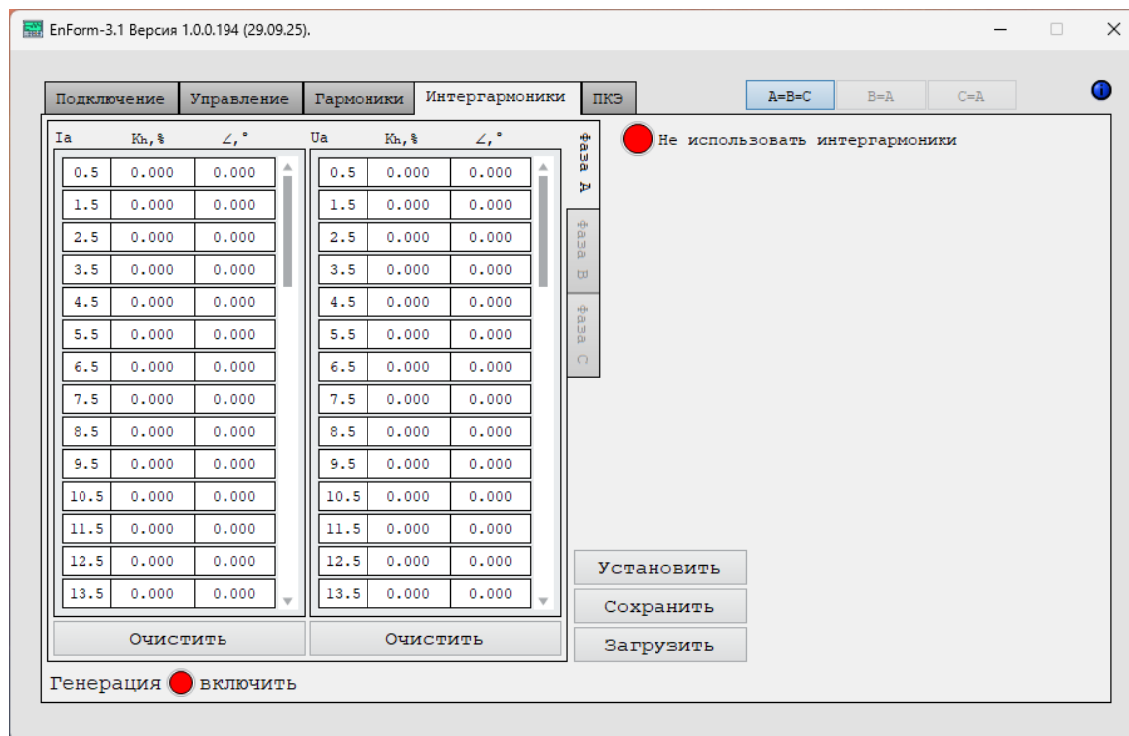 EnForm-3.1 Версия 1.0.0.194 (29.09.25).
Подключение Управление Гармоники Интергармоники ПКЭ A=B=C B=A C=A
Ia Kh,% ∠,° Ua Kh,% ∠,° Фаза A Не использовать интергармоники
0.5 0.000 0.000 0.5 0.000 0.000
1.5 0.000 0.000 1.5 0.000 0.000
2.5 0.000 0.000 2.5 0.000 0.000 Фаза B
3.5 0.000 0.000 3.5 0.000 0.000
4.5 0.000 0.000 4.5 0.000 0.000
5.5 0.000 0.000 5.5 0.000 0.000 Фаза C
6.5 0.000 0.000 6.5 0.000 0.000
7.5 0.000 0.000 7.5 0.000 0.000
8.5 0.000 0.000 8.5 0.000 0.000
9.5 0.000 0.000 9.5 0.000 0.000
10.5 0.000 0.000 10.5 0.000 0.000
11.5 0.000 0.000 11.5 0.000 0.000
12.5 0.000 0.000 12.5 0.000 0.000 Установить
13.5 0.000 0.000 13.5 0.000 0.000 Сохранить
Очистить Очистить Загрузить
Генерация включить